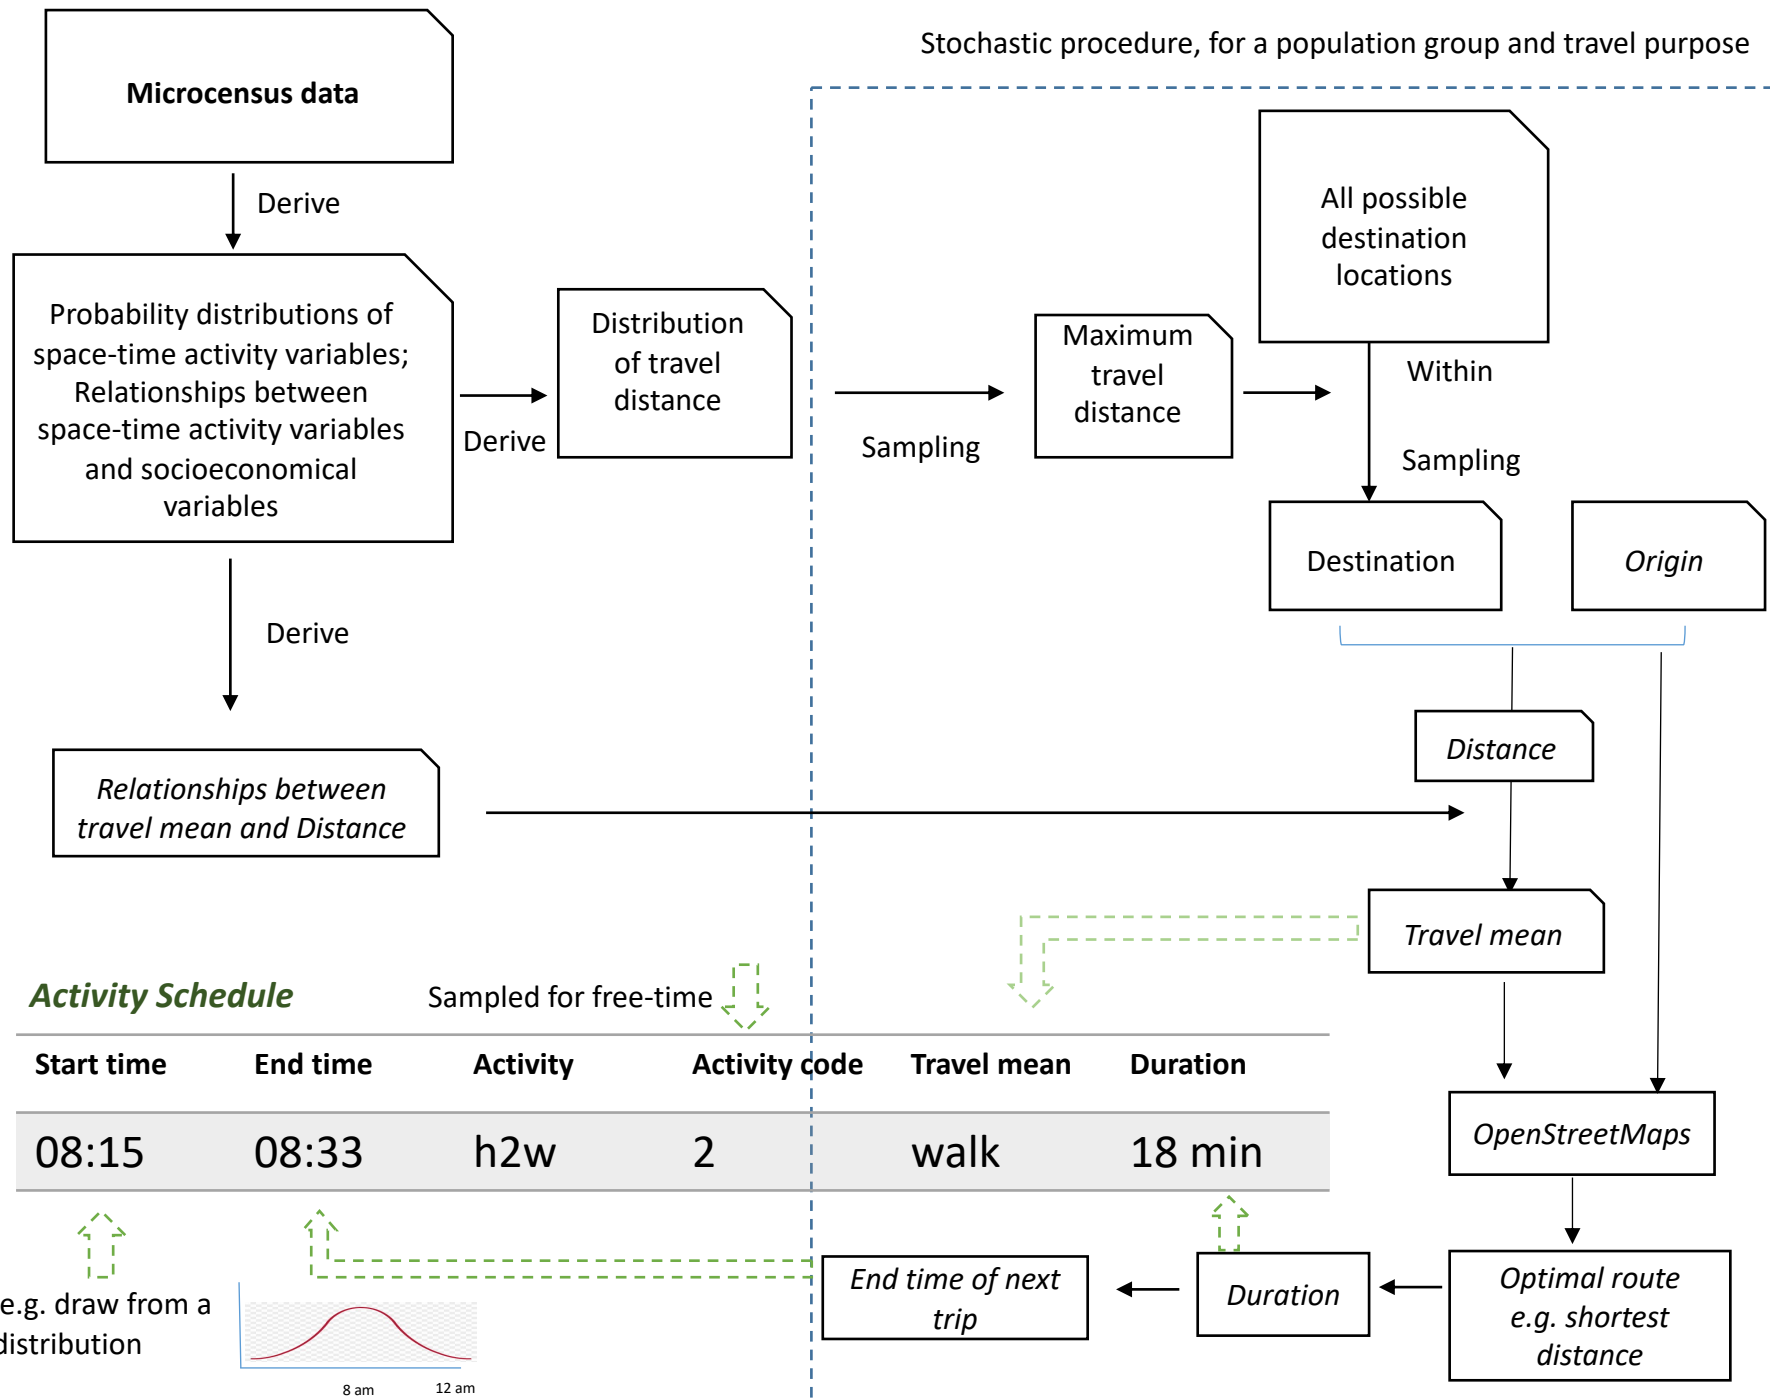 Stochastic procedure, for a population group and travel purpose
Microcensus data
Derive
All possible
destination
locations
Probability distributions of
space-time activity variables;
Relationships between
space-time activity variables
and socioeconomical
variables
Derive
Distribution
of travel
distance
Sampling
Maximum
travel
distance
Within
Sampling
Destination
Origin
Derive
Distance
Relationships between
travel mean and Distance
Travel mean
Activity Schedule
Sampled for free-time
Start time End time Activity Activity code Travel mean Duration
08:15 08:33 h2w 2 walk 18 min
OpenStreetMaps
Optimal route
e.g. shortest
distance
Duration
End time of next
trip
e.g. draw from a
distribution
8 am 12 am